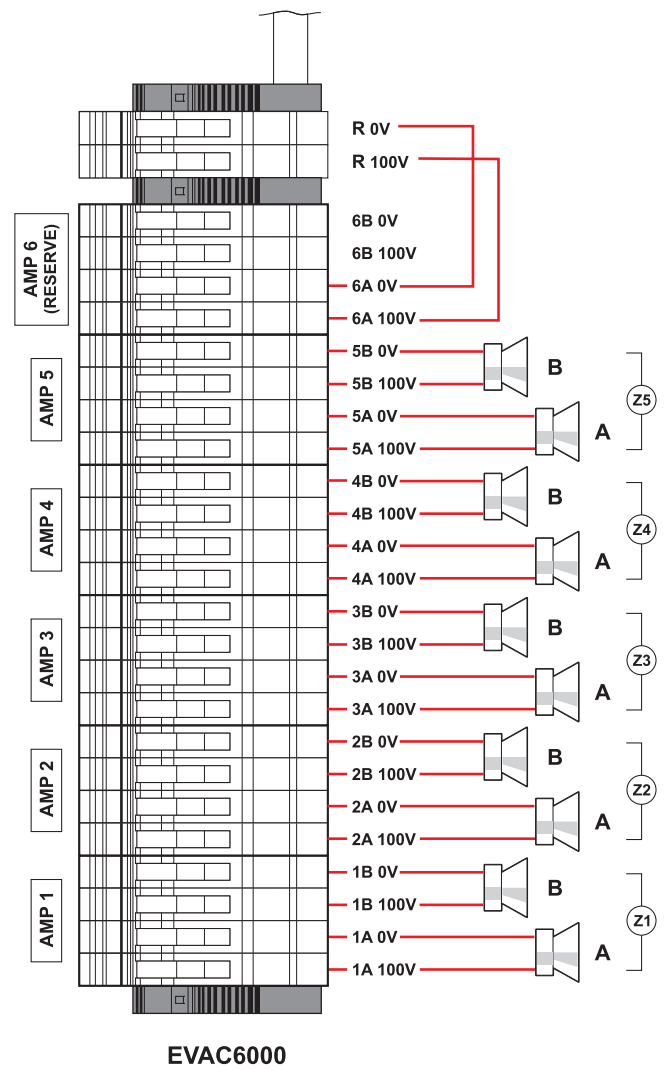 R 0V
R 100V
AMP 6
(RESERVE)
6B 0V
6B 100V
6A 0V
6A 100V
AMP 5
5B 0V
B
5B 100V
Z5
5A 0V
A
5A 100V
AMP 4
4B 0V
B
4B 100V
Z4
4A 0V
A
4A 100V
AMP 3
3B 0V
B
3B 100V
Z3
3A 0V
A
3A 100V
AMP 2
2B 0V
B
2B 100V
Z2
2A 0V
A
2A 100V
AMP 1
1B 0V
B
1B 100V
Z1
1A 0V
A
1A 100V
EVAC6000